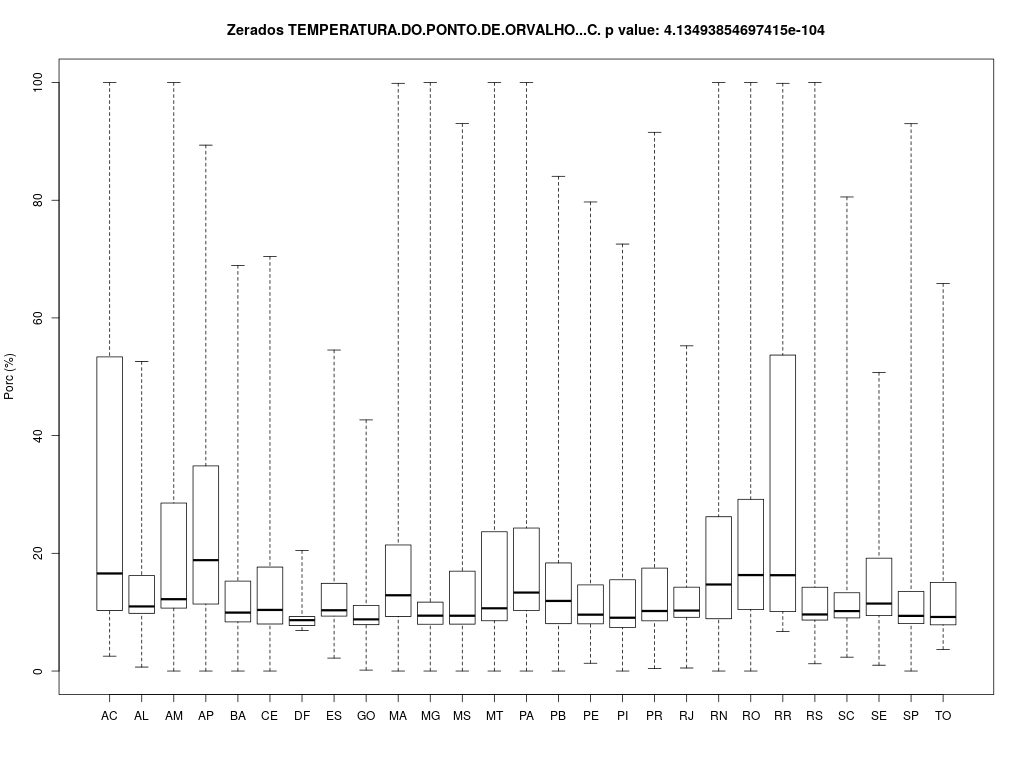 Zerados TEMPERATURA.DO.PONTO.DE.ORVALHO...C. p value: 4.13493854697415e-104
Porc (%)
100
80
60
40
20
0
AC AL AM AP BA CE DF ES GO MA MG MS MT PA PB PE PI PR RJ RN RO RR RS SC SE SP TO